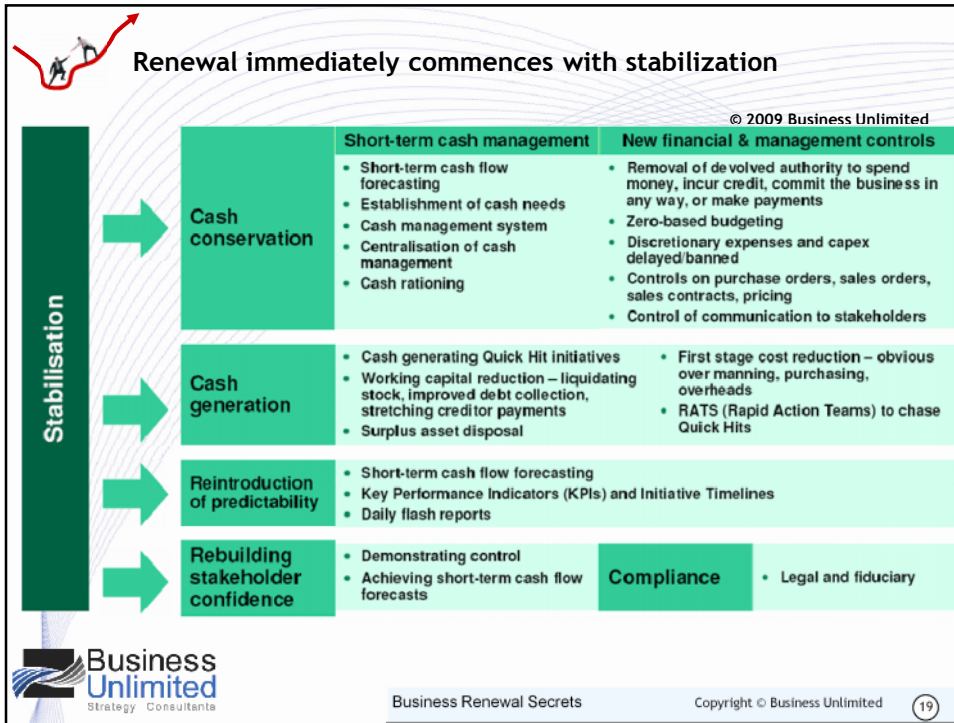 Renewal immediately commences with stabilization
© 2009 Business Unlimited
Stabilisation
Cash
conservation
Short-term cash management
• Short-term cash flow
forecasting
• Establishment of cash needs
• Cash management system
• Centralisation of cash
management
• Cash rationing
New financial & management controls
• Removal of devolved authority to spend
money, incur credit, commit the business in
any way, or make payments
• Zero-based budgeting
• Discretionary expenses and capex
delayed/banned
• Controls on purchase orders, sales orders,
sales contracts, pricing
• Control of communication to stakeholders
Cash
generation
• Cash generating Quick Hit initiatives
• Working capital reduction – liquidating
stock, improved debt collection,
stretching creditor payments
• Surplus asset disposal
• First stage cost reduction – obvious
over manning, purchasing,
overheads
• RATS (Rapid Action Teams) to chase
Quick Hits
Reintroduction
of predictability
• Short-term cash flow forecasting
• Key Performance Indicators (KPIs) and Initiative Timelines
• Daily flash reports
Rebuilding
stakeholder
confidence
• Demonstrating control
• Achieving short-term cash flow
forecasts
Compliance
• Legal and fiduciary
Business
Unlimited
Strategy Consultants
Business Renewal Secrets
Copyright © Business Unlimited
19